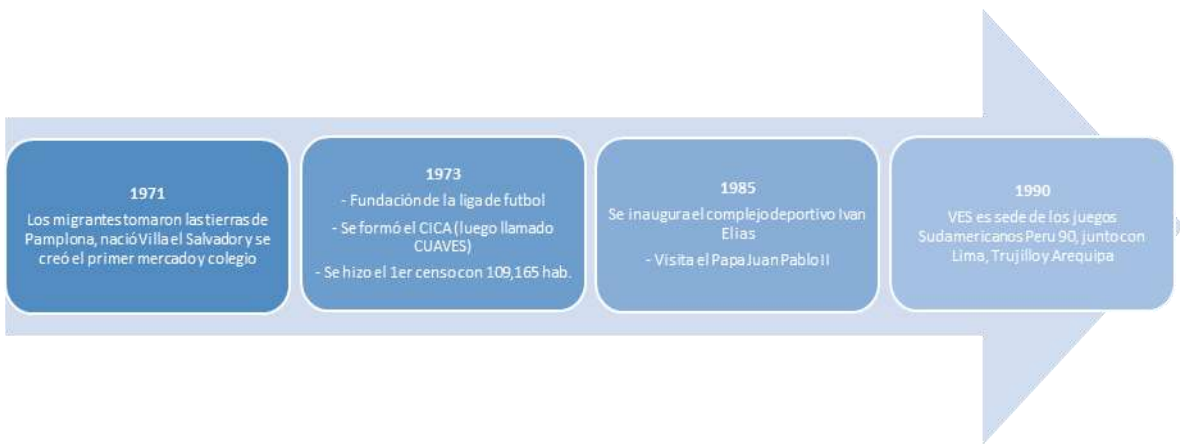 1971
Los migrantes tomaron las tierras de
Pamplona, nació Villa el Salvador y se
creó el primer mercado y colegio
1973
- Fundación de la liga de futbol
- Se formó el CICA (luego llamado
CUAVES)
- Se hizo el 1er censo con 109,165 hab.
1985
Se inaugura el complejo deportivo Ivan
Elias
- Visita el Papa Juan Pablo II
1990
VES es sede de los juegos
Sudamericanos Peru 90, junto con
Lima, Trujillo y Arequipa